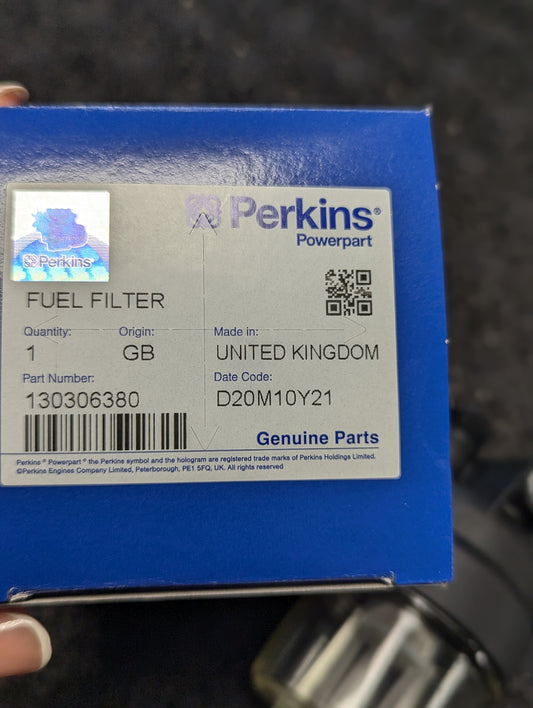 Perkins®
Powerpart
Perkins
FUEL FILTER
Quantity: Origin: Made in:
1 GB UNITED KINGDOM
Part Number: Date Code:
130306380 D20M10Y21
Genuine Parts
Perkins® Powerpart® the Perkins symbol and the hologram are registered trade marks of Perkins Holdings Limited.
©Perkins Engines Company Limited, Peterborough, PE1 5FQ, UK. All rights reserved